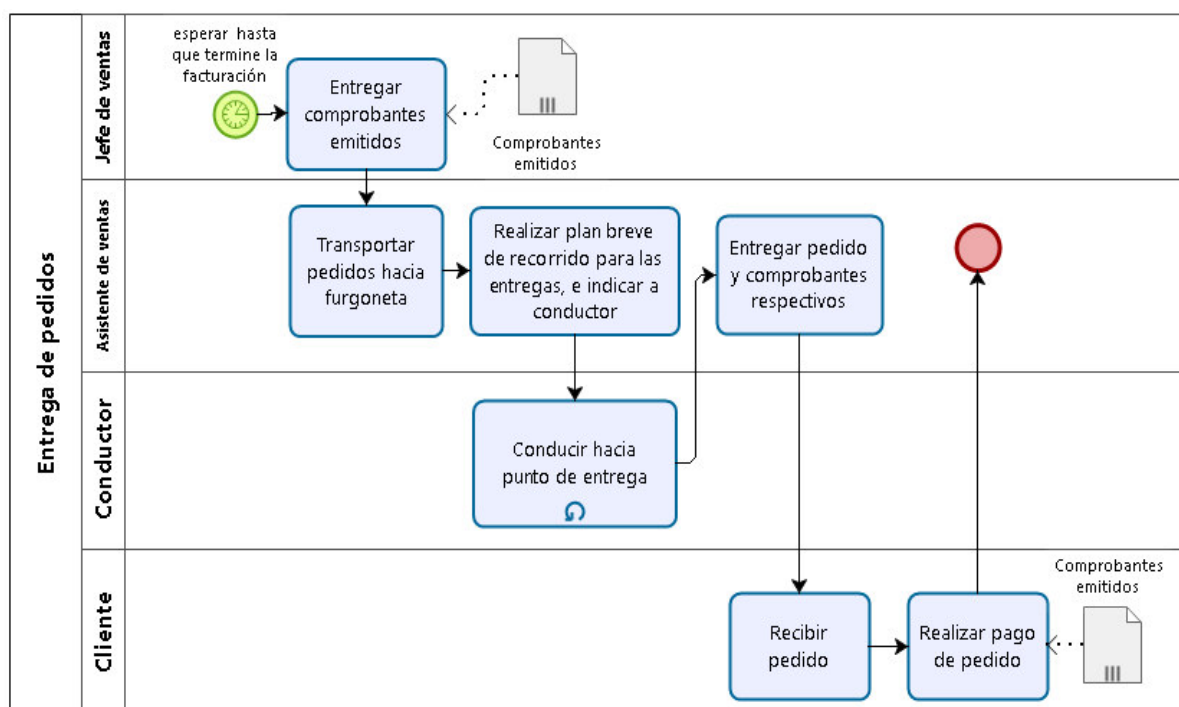 Entrega de pedidos
Jefe de ventas
esperar hasta
que termine la
facturación
Entregar
comprobantes
emitidos
Comprobantes
emitidos
Asistente de ventas
Transportar
pedidos hacia
furgoneta
Realizar plan breve
de recorrido para las
entregas, e indicar a
conductor
Entregar pedido
y comprobantes
respectivos
Conductor
Conducir hacia
punto de entrega
Cliente
Recibir
pedido
Realizar pago
de pedido
Comprobantes
emitidos